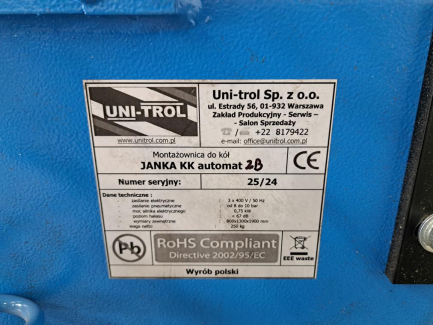 UNI-TROL
www.unitrol.com.pl
Uni-trol Sp. z o.o.
ul. Estrady 56, 01-932 Warszawa
Zakład Produkcyjny - Serwis –
- Salon Sprzedaży
+22 8179422
e-mail: office@unitrol.com.pl
Montażownica do kół
JANKA KK automat 2B
CE
Numer seryjny: 25/24
Dane techniczne :
- zasilanie elektryczne : 3 x 400 V / 50 Hz
- zasilanie pneumatyczne : od 8 do 10 bar
- moc silnika elektrycznego : 0,75 kW
- poziom hałasu : < 67 dB
- wymiary zewnętrzne :
- waga netto : 250 kg
Pb
RoHS Compliant
Directive 2002/95/EC
EEE waste
Wyrób polski